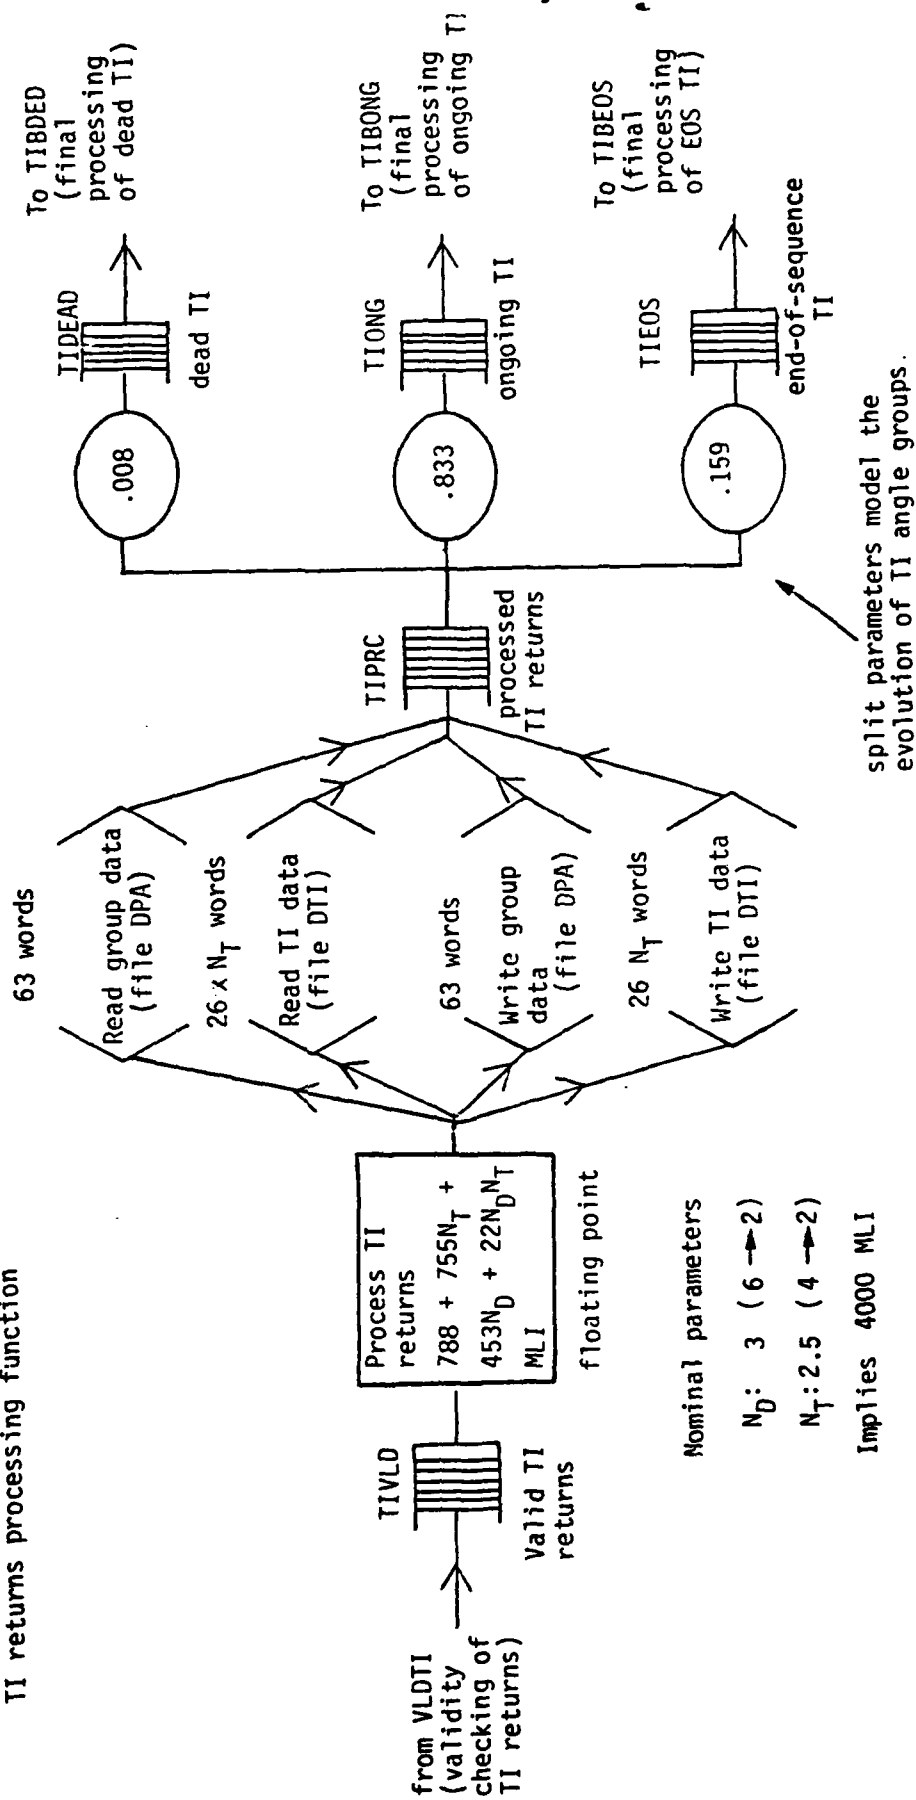 TI returns processing function
from VLDTI
(validity
checking of
TI returns)
TIVLD
Valid TI
returns
Process TI
returns
788 + 755N_T +
453N_D + 22N_DN_T
MLI
floating point
Nominal parameters
N_D: 3 (6 → 2)
N_T: 2.5 (4 → 2)
Implies 4000 MLI
63 words
Read group data
(file DPA)
26 x N_T words
Read TI data
(file DTI)
63 words
Write group
data
(file DPA)
26 N_T words
Write TI data
(file DTI)
TIPRC
processed
TI returns
.008
TIDEAD
dead TI
To TIBDED
(final
processing
of dead TI)
.833
TIONG
ongoing TI
To TIBONG
(final
processing
of ongoing TI
.159
TIEOS
end-of-sequence
TI
To TIBEOS
(final
processing
of EOS TI)
split parameters model the
evolution of TI angle groups.